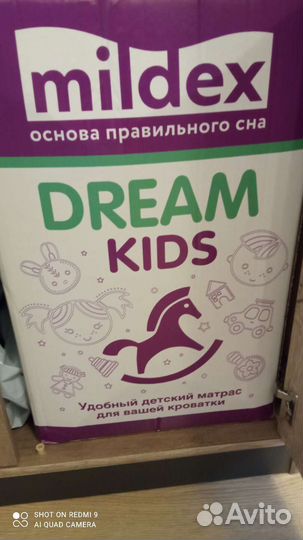 mildex
основа правильного сна
DREAM
KIDS
Удобный детский матрас
для вашей кроватки
SHOT ON REDMI 9
AI QUAD CAMERA
Avito